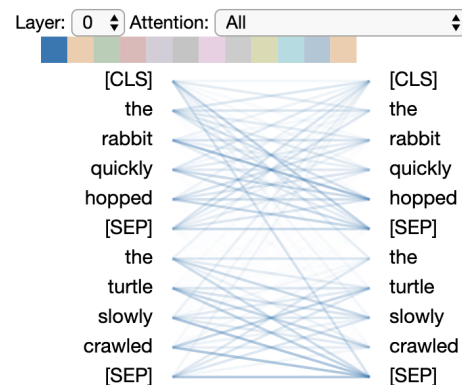 Layer: 0 Attention: All
[CLS] [CLS]
the the
rabbit rabbit
quickly quickly
hopped hopped
[SEP] [SEP]
the the
turtle turtle
slowly slowly
crawled crawled
[SEP] [SEP]